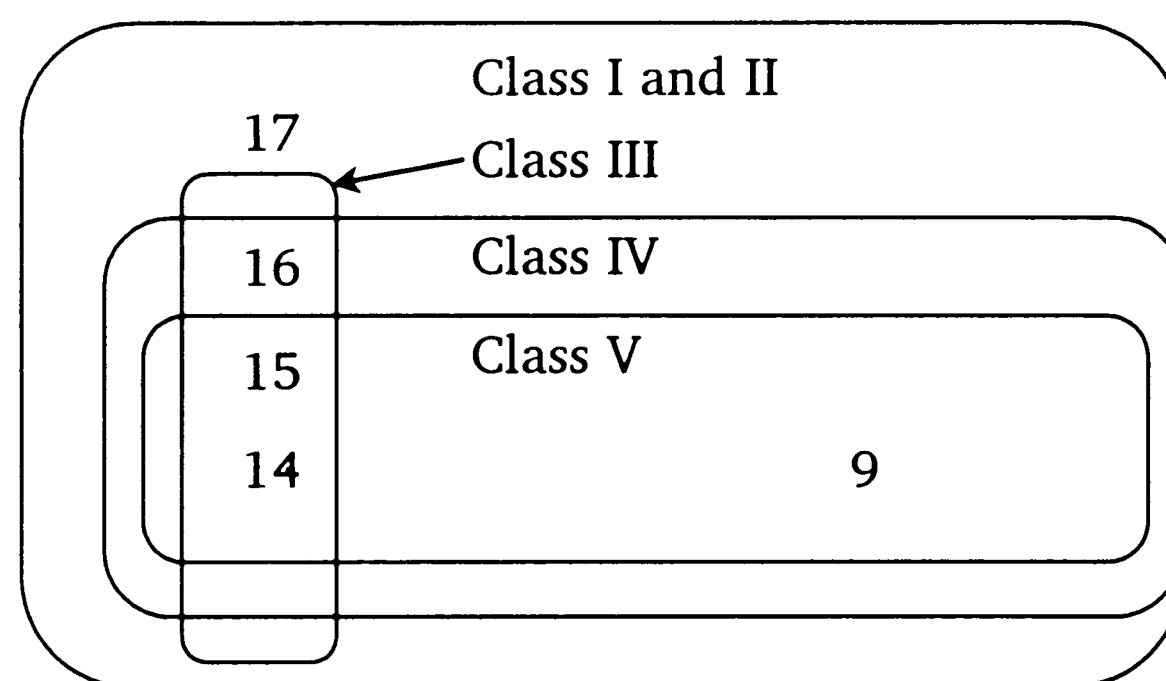 Class I and II
17
Class III
16
Class IV
15
Class V
14 9